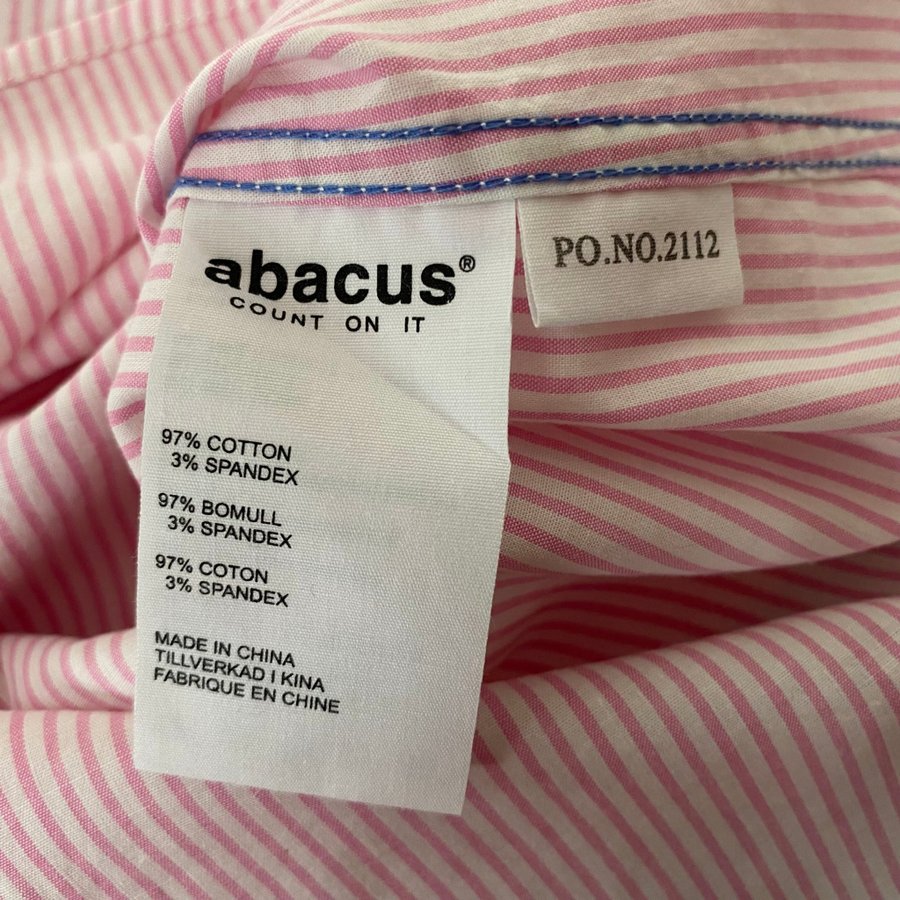 abacus®
COUNT ON IT
PO.NO.2112
97% COTTON
3% SPANDEX
97% BOMULL
3% SPANDEX
97% COTON
3% SPANDEX
MADE IN CHINA
TILLVERKAD I KINA
FABRIQUE EN CHINE